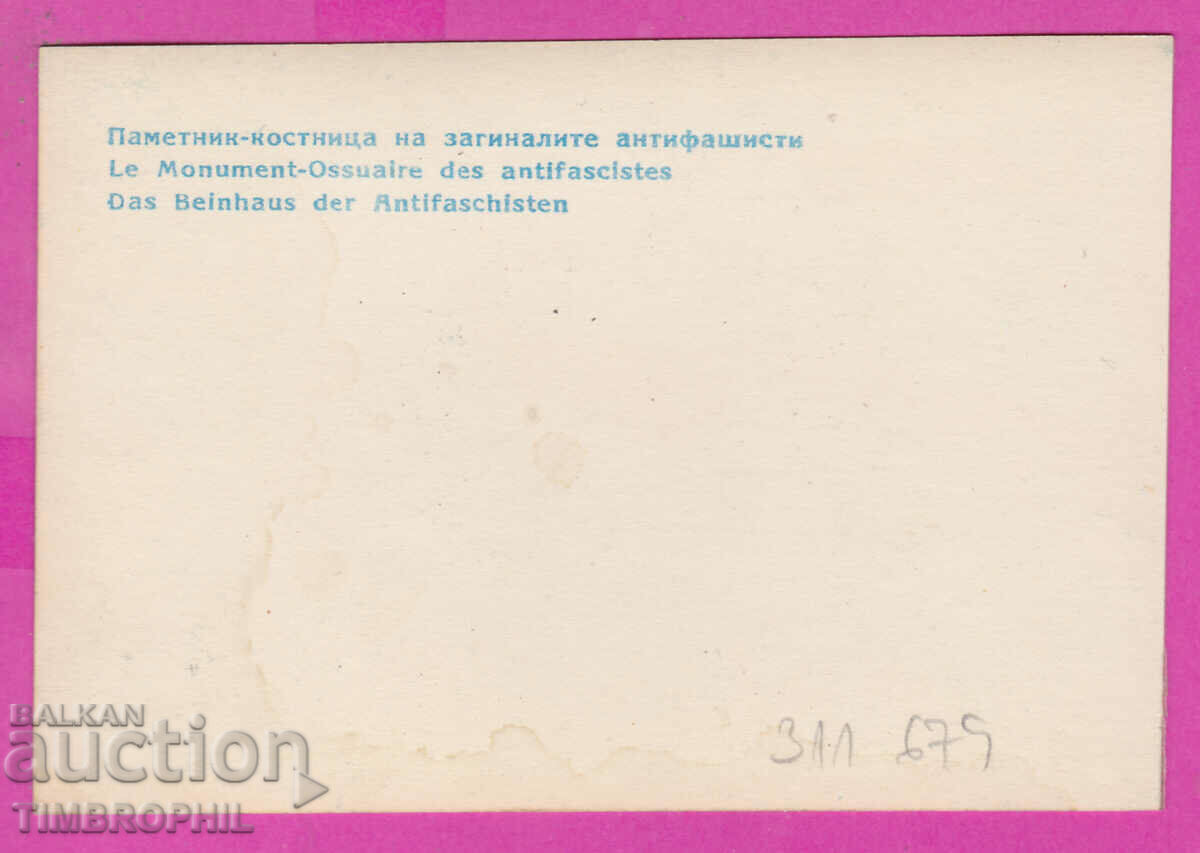 Паметник-костница на загиналите антифашисти
Le Monument-Ossuaire des antifascistes
Das Beinhaus der Antifaschisten
311 679
BALKAN
auction
TIMBROPHIL